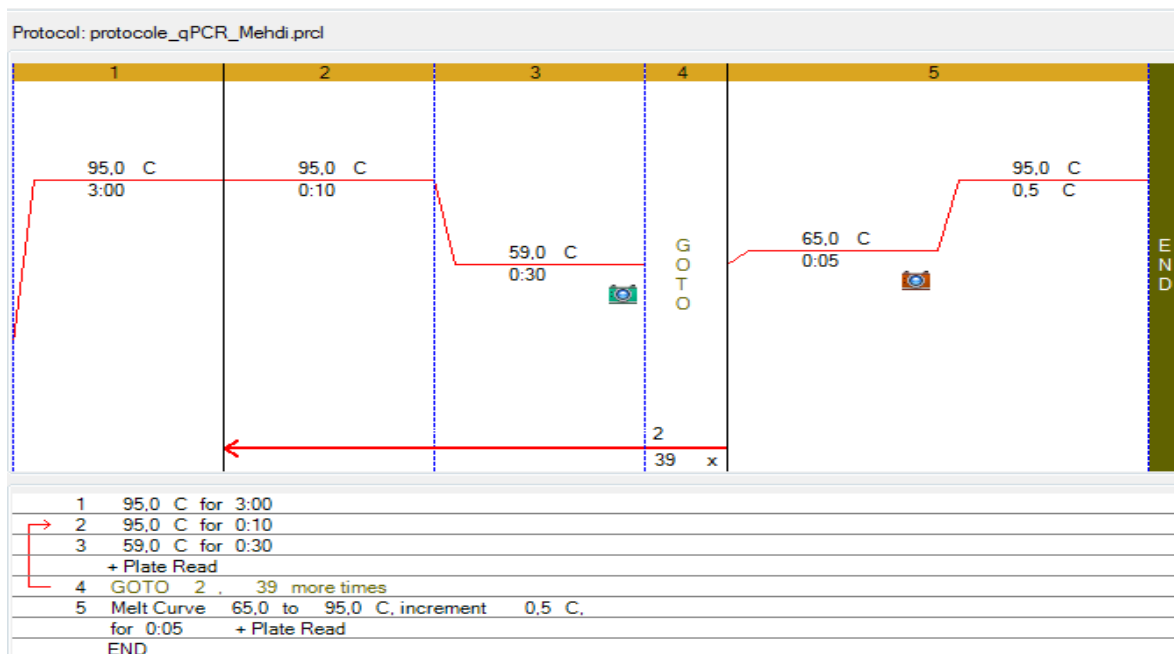 Protocol: protocole_qPCR_Mehdi.prcl
1 2 3 4 5
95,0 C
3:00
95,0 C
0:10
59,0 C
0:30
GOTO
2
39 x
65,0 C
0:05
95,0 C
0,5 C
END
1 95,0 C for 3:00
2 95,0 C for 0:10
3 59,0 C for 0:30
+ Plate Read
4 GOTO 2 , 39 more times
5 Melt Curve 65,0 to 95,0 C, increment 0,5 C,
for 0:05 + Plate Read
END